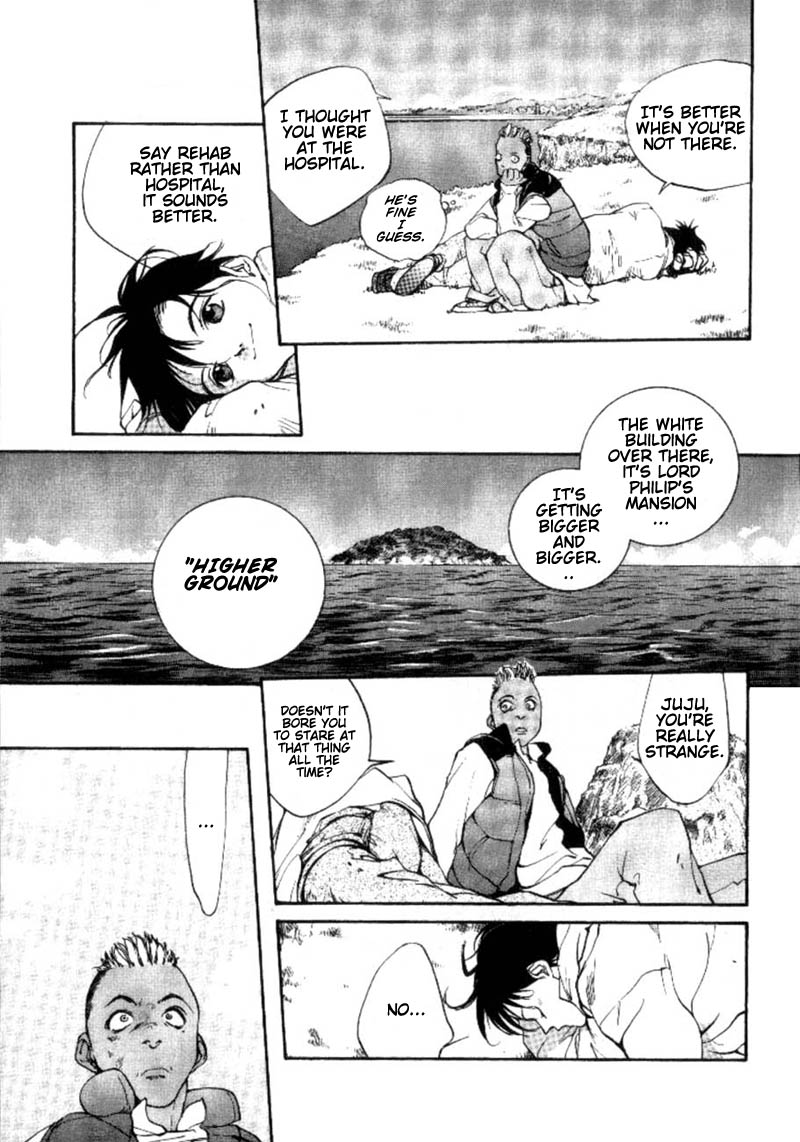 IT'S BETTER
WHEN YOU'RE
NOT THERE.
I THOUGHT
YOU WERE
AT THE
HOSPITAL.
HE'S
FINE
I
GUESS.
SAY REHAB
RATHER THAN
HOSPITAL,
IT SOUNDS
BETTER.
THE WHITE
BUILDING
OVER THERE,
IT'S LORD
PHILIP'S
MANSION
...
IT'S
GETTING
BIGGER
AND
BIGGER.
..
"HIGHER
GROUND"
JUJU,
YOU'RE
REALLY
STRANGE.
DOESN'T IT
BORE YOU
TO STARE AT
THAT THING
ALL THE
TIME?
NO...
...